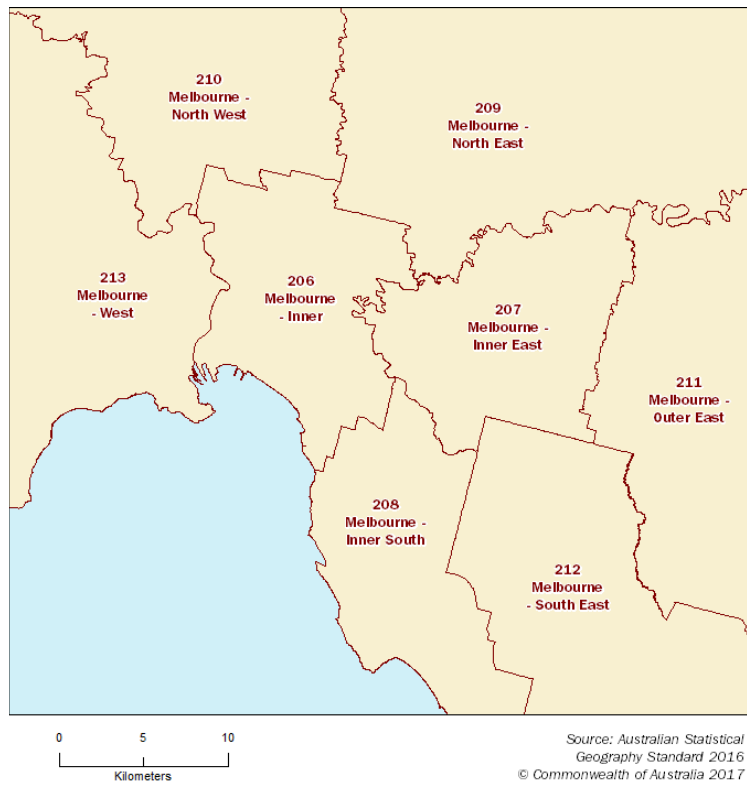 210
Melbourne -
North West
209
Melbourne -
North East
213
Melbourne
- West
206
Melbourne
- Inner
207
Melbourne -
Inner East
211
Melbourne -
Outer East
208
Melbourne -
Inner South
212
Melbourne
- South East
0 5 10
Kilometers
Source: Australian Statistical
Geography Standard 2016
© Commonwealth of Australia 2017